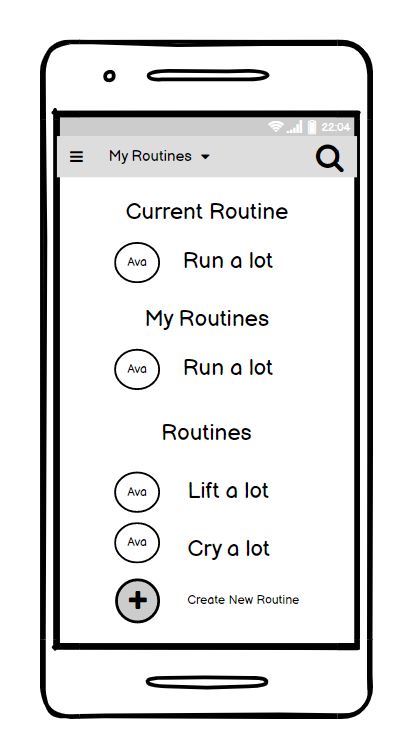 22:04
My Routines
Current Routine
Ava Run a lot
My Routines
Ava Run a lot
Routines
Ava Lift a lot
Ava Cry a lot
Create New Routine